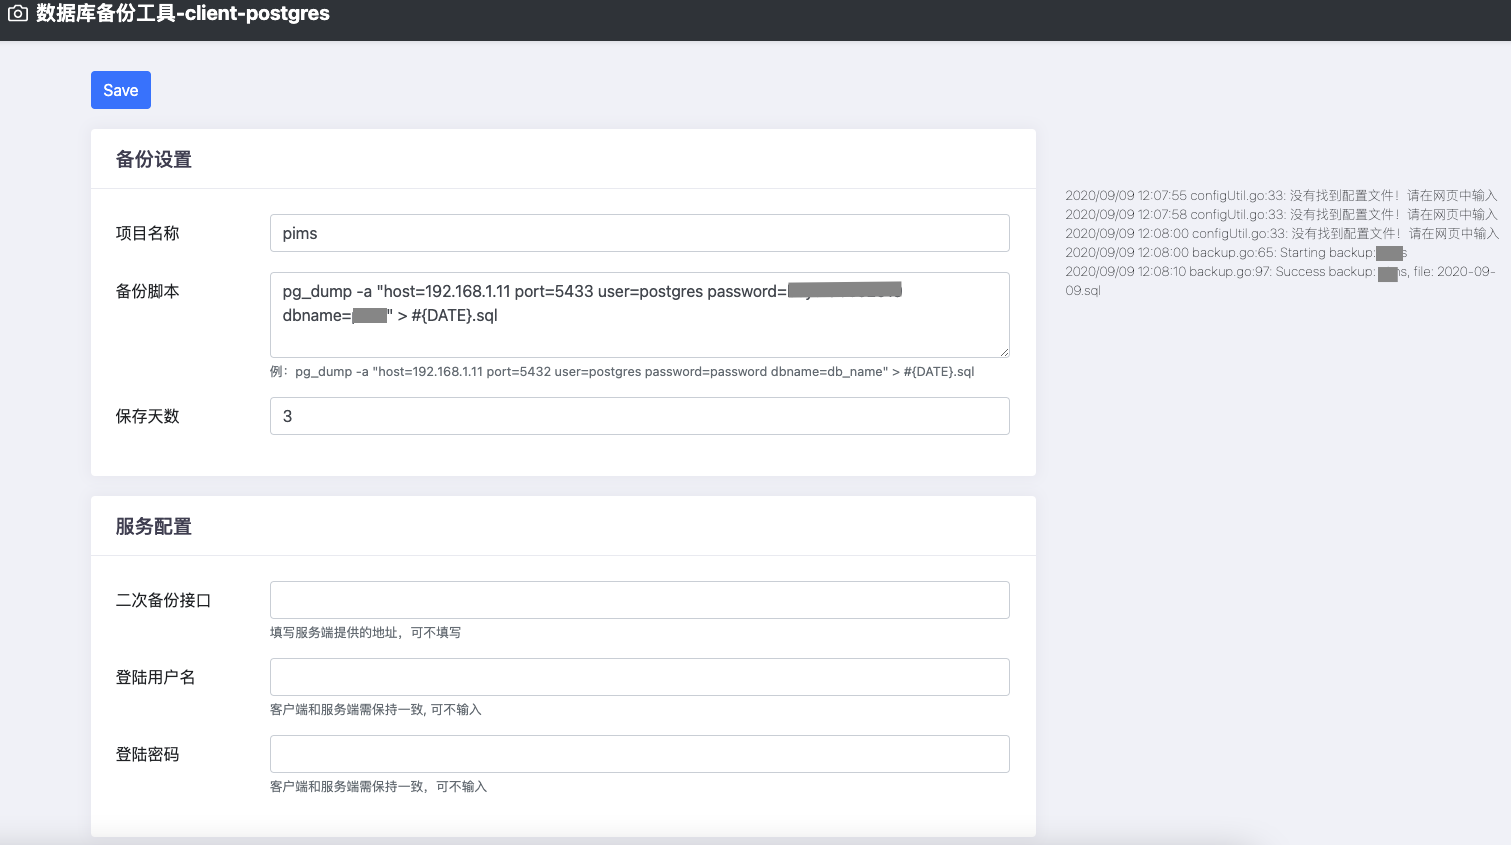 数据库备份工具-client-postgres
Save
备份设置
项目名称
pims
备份脚本
pg_dump -a "host=192.168.1.11 port=5433 user=postgres password=
dbname=" > #{DATE}.sql
例：pg_dump -a "host=192.168.1.11 port=5432 user=postgres password=password dbname=db_name" > #{DATE}.sql
保存天数
3
服务配置
二次备份接口
填写服务端提供的地址，可不填写
登陆用户名
客户端和服务端需保持一致, 可不输入
登陆密码
客户端和服务端需保持一致，可不输入
2020/09/09 12:07:55 configUtil.go:33: 没有找到配置文件！请在网页中输入
2020/09/09 12:07:58 configUtil.go:33: 没有找到配置文件！请在网页中输入
2020/09/09 12:08:00 configUtil.go:33: 没有找到配置文件！请在网页中输入
2020/09/09 12:08:00 backup.go:65: Starting backup:
2020/09/09 12:08:10 backup.go:97: Success backup: , file: 2020-09-
09.sql